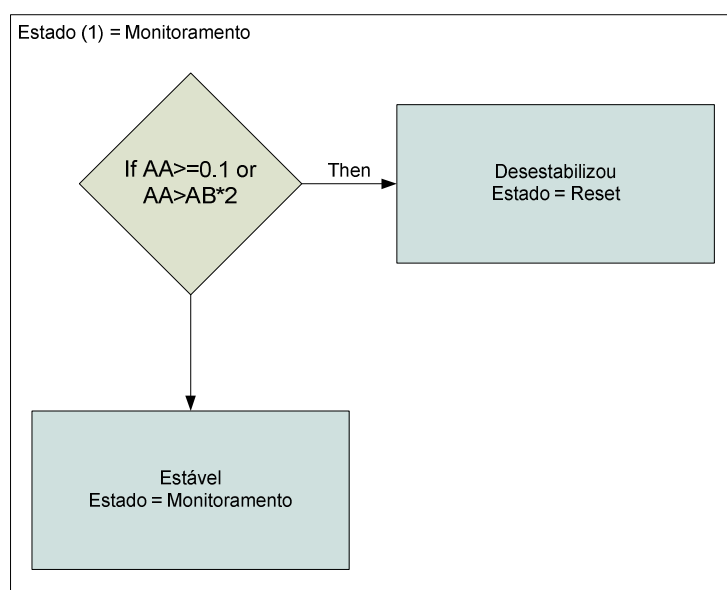 Estado (1) = Monitoramento
If AA>=0.1 or
AA>AB*2
Then
Desestabilizou
Estado = Reset
Estável
Estado = Monitoramento